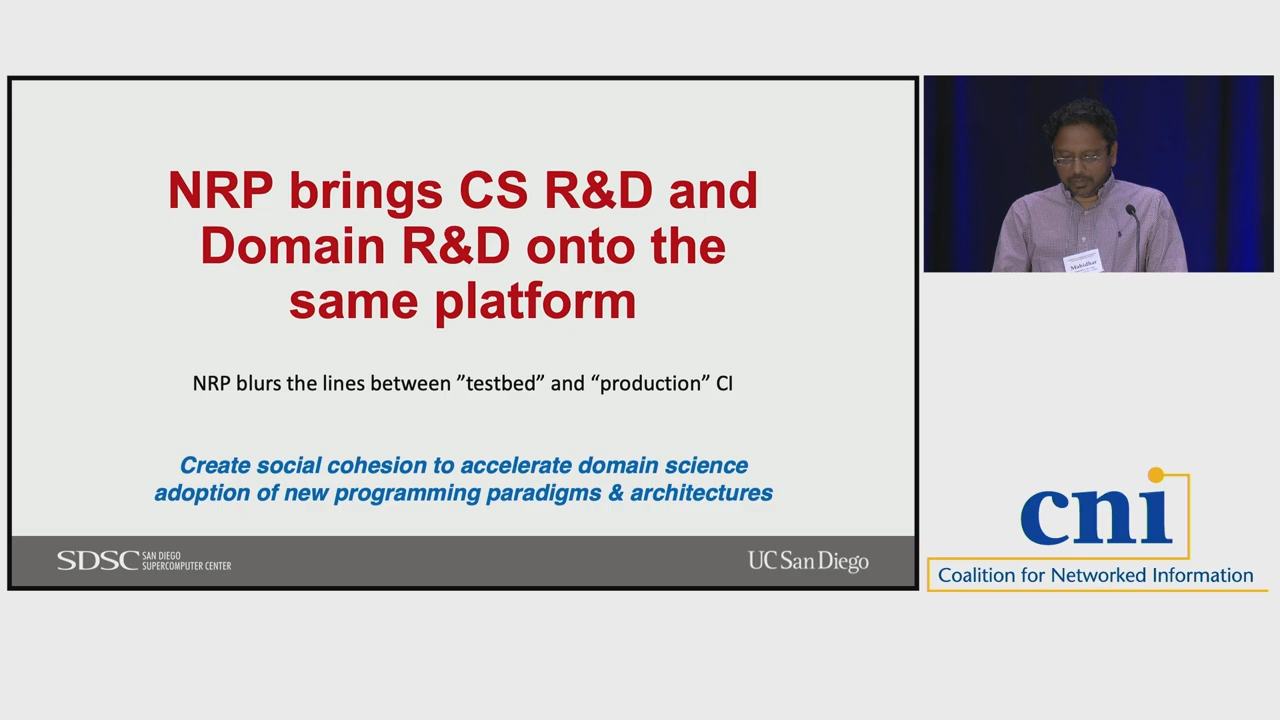 NRP brings CS R&D and
Domain R&D onto the
same platform
NRP blurs the lines between ”testbed” and “production” CI
Create social cohesion to accelerate domain science
adoption of new programming paradigms & architectures
SDSC SAN DIEGO
SUPERCOMPUTER CENTER
UC San Diego
cni
Coalition for Networked Information